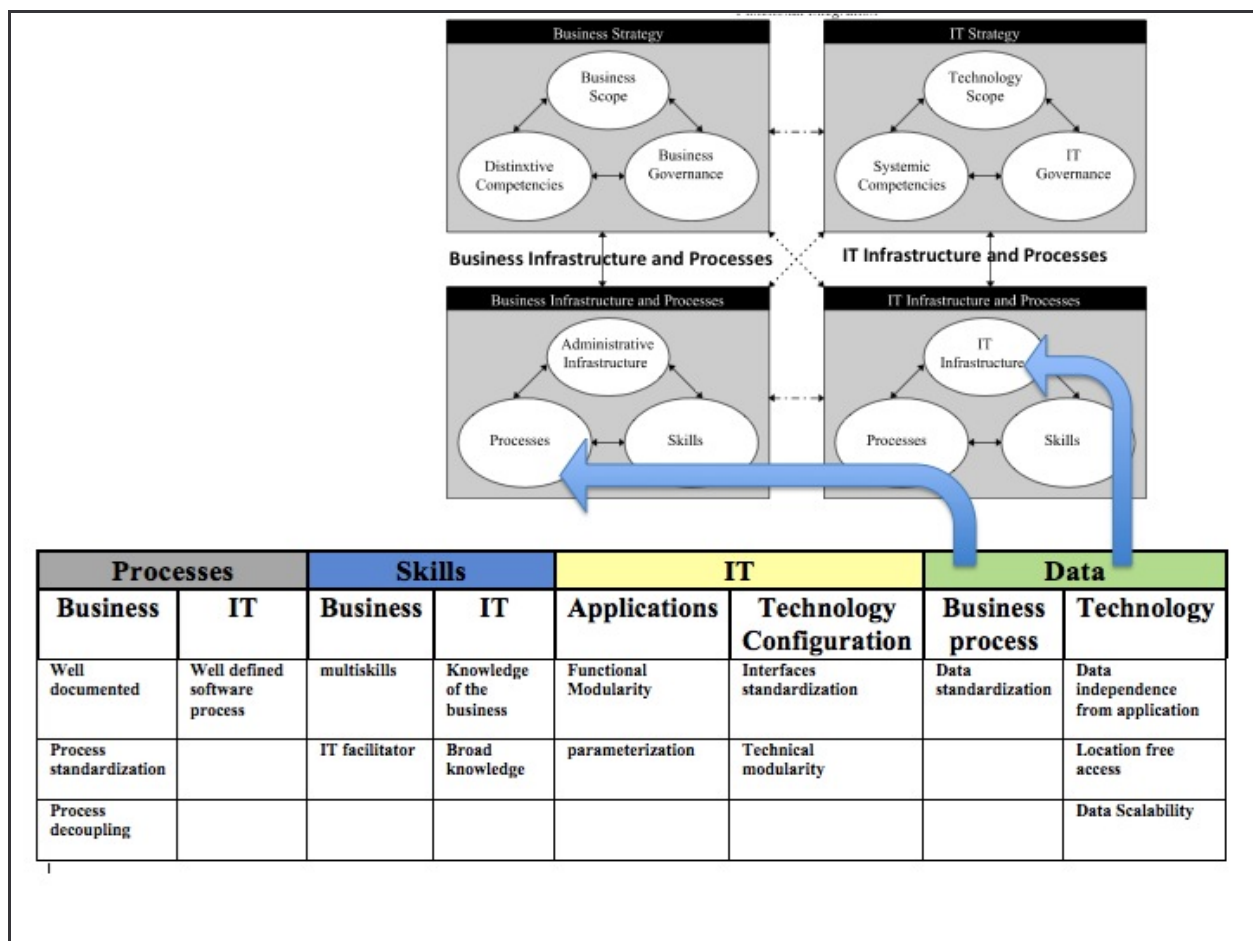 Business Strategy
IT Strategy
Business
Scope
Technology
Scope
Distinxtive
Competencies
Business
Governance
Systemic
Competencies
IT
Governance
Business Infrastructure and Processes
IT Infrastructure and Processes
Business Infrastructure and Processes
IT Infrastructure and Processes
Administrative
Infrastructure
IT
Infrastructure
Processes
Skills
Processes
Skills
Processes
Skills
IT
Data
Business
IT
Business
IT
Applications
Technology
Configuration
Business
process
Technology
Well
documented
Well defined
software
process
multiskills
Knowledge
of the
business
Functional
Modularity
Interfaces
standardization
Data
standardization
Data
independence
from application
Process
standardization
IT facilitator
Broad
knowledge
parameterization
Technical
modularity
Location free
access
Process
decoupling
Data Scalability